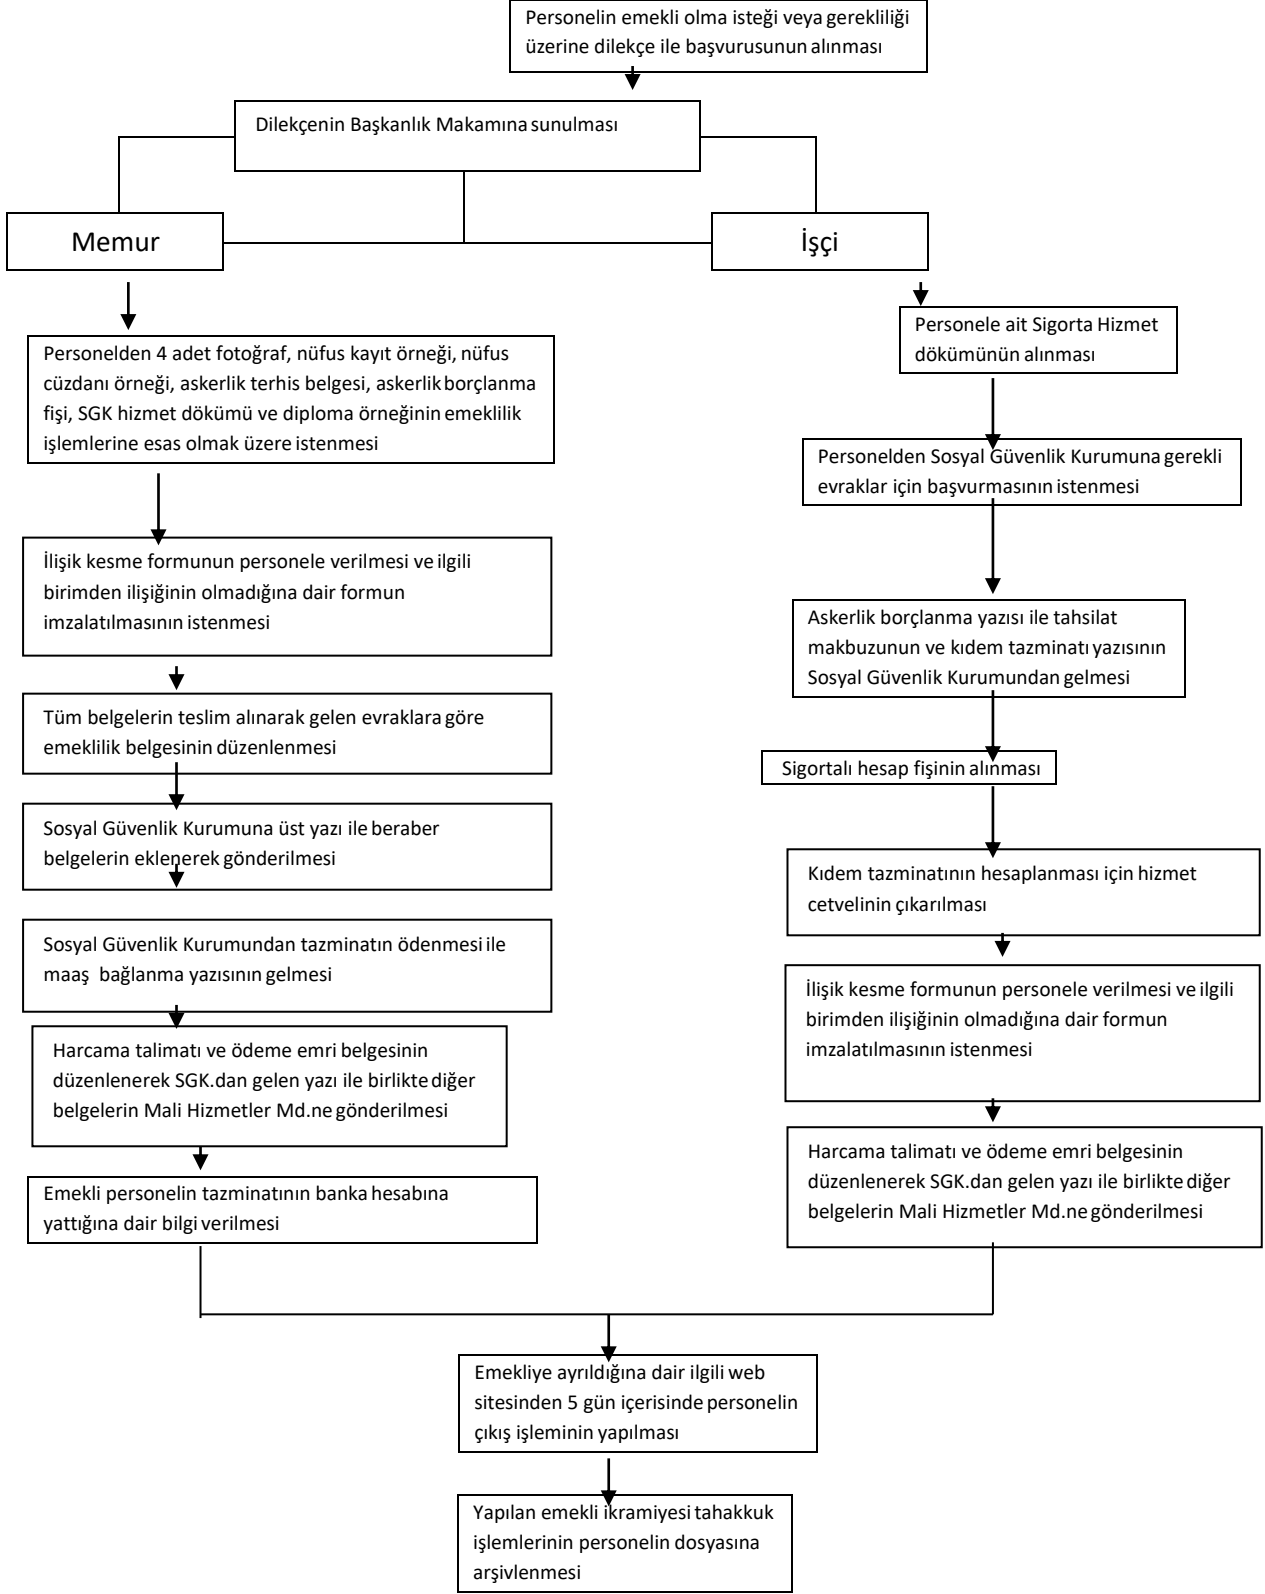 Personelin emekli olma isteği veya gerekliliği
üzerine dilekçe ile başvurusunun alınması
Dilekçenin Başkanlık Makamına sunulması
Memur
İşçi
Personelden 4 adet fotoğraf, nüfus kayıt örneği, nüfus
cüzdanı örneği, askerlik terhis belgesi, askerlik borçlanma
fişi, SGK hizmet dökümü ve diploma örneğinin emeklilik
işlemlerine esas olmak üzere istenmesi
İlişik kesme formunun personele verilmesi ve ilgili
birimden ilişiğinin olmadığına dair formun
imzalatılmasının istenmesi
Tüm belgelerin teslim alınarak gelen evraklara göre
emeklilik belgesinin düzenlenmesi
Sosyal Güvenlik Kurumuna üst yazı ile beraber
belgelerin eklenerek gönderilmesi
Sosyal Güvenlik Kurumundan tazminatın ödenmesi ile
maaş bağlanma yazısının gelmesi
Harcama talimatı ve ödeme emri belgesinin
düzenlenerek SGK.dan gelen yazı ile birlikte diğer
belgelerin Mali Hizmetler Md.ne gönderilmesi
Emekli personelin tazminatının banka hesabına
yattığına dair bilgi verilmesi
Personele ait Sigorta Hizmet
dökümünün alınması
Personelden Sosyal Güvenlik Kurumuna gerekli
evraklar için başvurmasının istenmesi
Askerlik borçlanma yazısı ile tahsilat
makbuzunun ve kıdem tazminatı yazısının
Sosyal Güvenlik Kurumundan gelmesi
Sigortalı hesap fişinin alınması
Kıdem tazminatının hesaplanması için hizmet
cetvelinin çıkarılması
İlişik kesme formunun personele verilmesi ve ilgili
birimden ilişiğinin olmadığına dair formun
imzalatılmasının istenmesi
Harcama talimatı ve ödeme emri belgesinin
düzenlenerek SGK.dan gelen yazı ile birlikte diğer
belgelerin Mali Hizmetler Md.ne gönderilmesi
Emekliye ayrıldığına dair ilgili web
sitesinden 5 gün içerisinde personelin
çıkış işleminin yapılması
Yapılan emekli ikramiyesi tahakkuk
işlemlerinin personelin dosyasına
arşivlenmesi